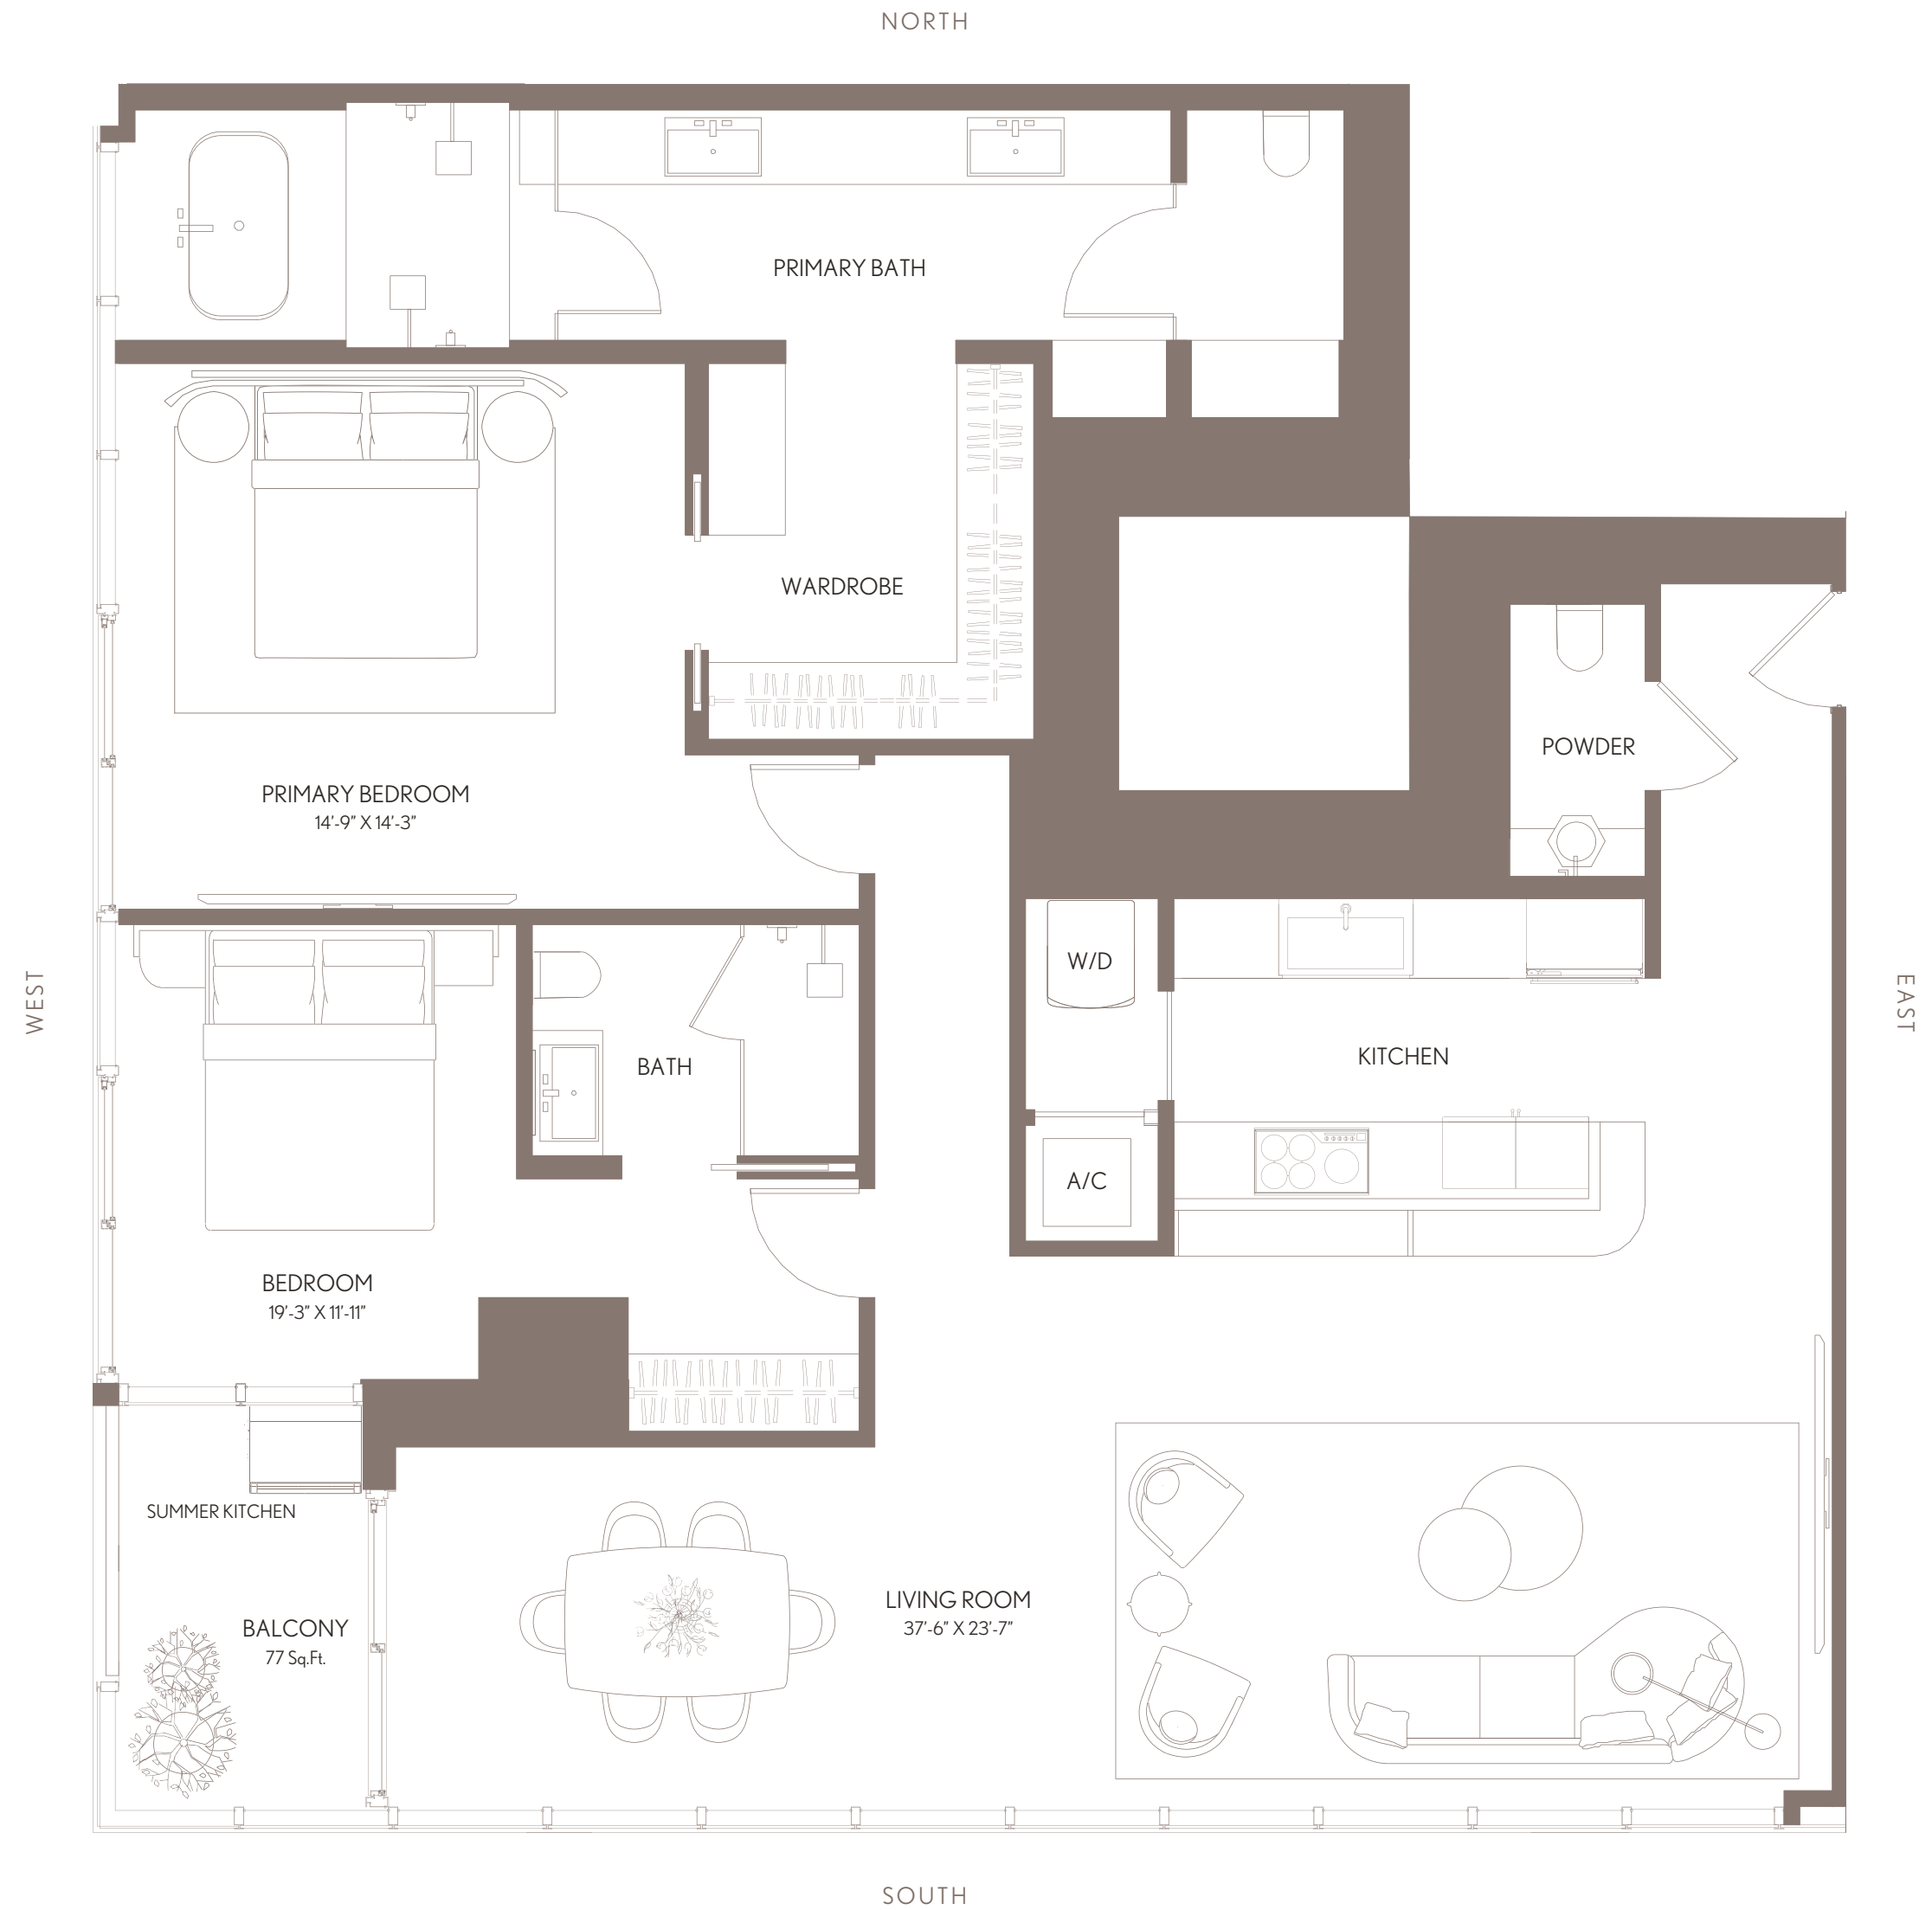 NORTH
PRIMARY BATH
WARDROBE
POWDER
PRIMARY BEDROOM
14'-9" X 14'-3"
W/D
WEST
EAST
KITCHEN
BATH
A/C
BEDROOM
19'-3" X 11'-11"
SUMMER KITCHEN
LIVING ROOM
37'-6" X 23'-7"
BALCONY
77 Sq.Ft.
SOUTH